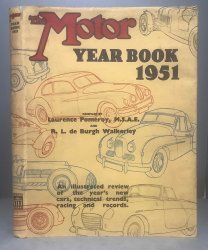 The
Motor
YEAR BOOK
1951
Laurence Pomeroy, M.S.A.E.
AND
R. L. de Burgh Walkerley
An illustrated review
of the year's new
cars, technical trends,
racing and records.